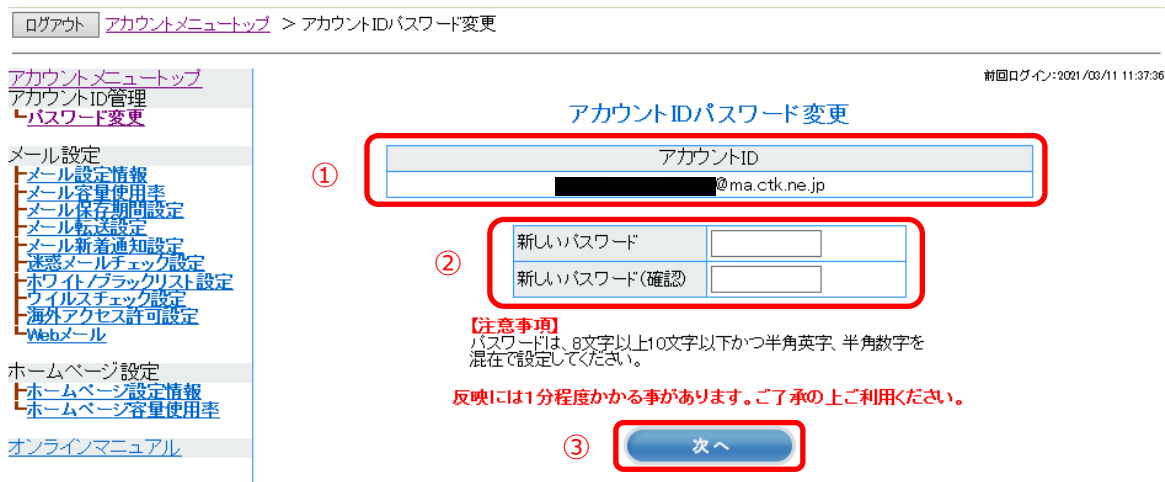 ログアウト アカウントメニュートップ > アカウントIDパスワード変更
前回ログイン:2021/03/11 11:37:36
アカウントメニュートップ
アカウントID管理
パスワード変更
メール設定
メール設定情報
メール容量使用率
メール保存期間設定
メール転送設定
メール新着通知設定
迷惑メールチェック設定
ホワイト/ブラックリスト設定
ウイルスチェック設定
海外アクセス許可設定
Webメール
ホームページ設定
ホームページ設定情報
ホームページ容量使用率
オンラインマニュアル
アカウントIDパスワード変更
①
アカウントID
@ma.ctk.ne.jp
②
新しいパスワード
新しいパスワード(確認)
【注意事項】
パスワードは、8文字以上10文字以下かつ半角英字、半角数字を
混在で設定してください。
反映には1分程度かかる事があります。ご了承の上ご利用ください。
③
次へ